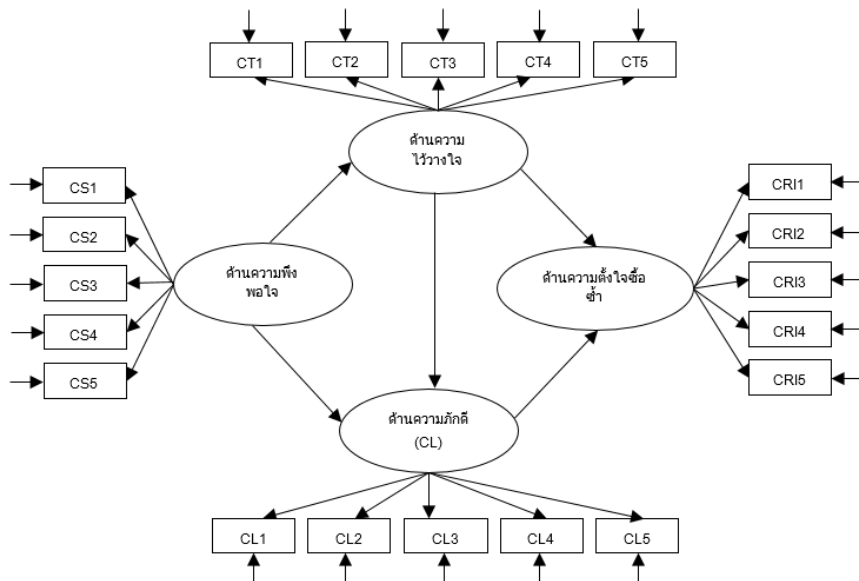 CT1
CT2
CT3
CT4
CT5
ด้านความ
ไว้วางใจ
CS1
CS2
CS3
CS4
CS5
ด้านความพึง
พอใจ
ด้านความตั้งใจซื้อ
ซ้ำ
CRI1
CRI2
CRI3
CRI4
CRI5
ด้านความภักดี
(CL)
CL1
CL2
CL3
CL4
CL5